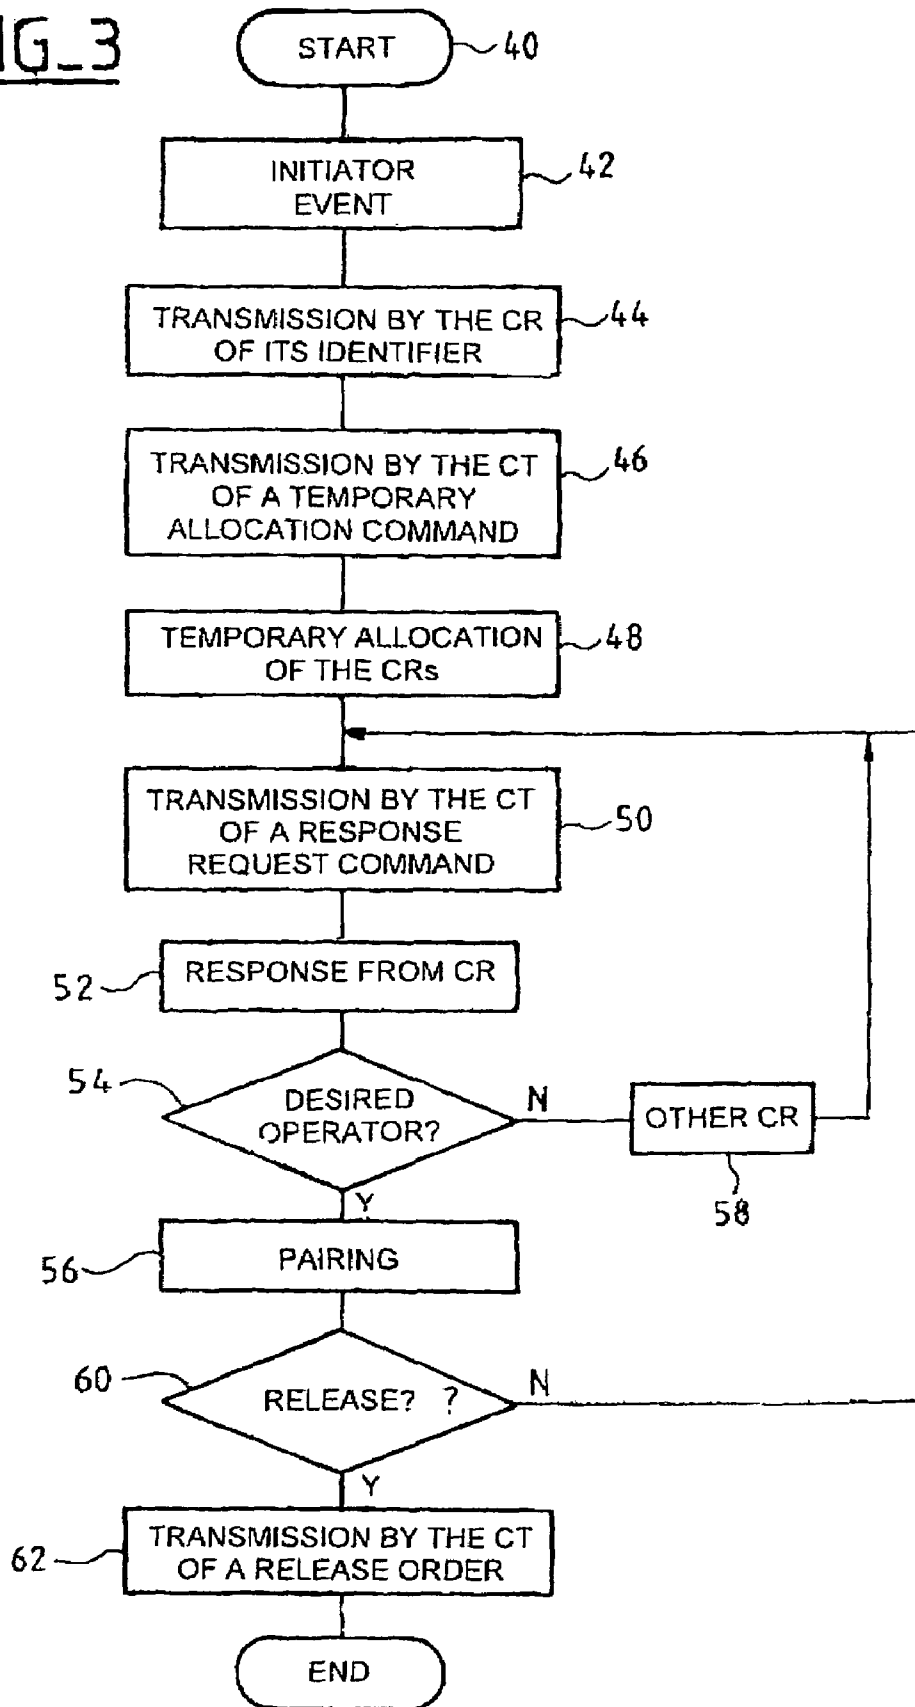 IG_3
START
40
INITIATOR
EVENT
42
TRANSMISSION BY THE CR
OF ITS IDENTIFIER
44
TRANSMISSION BY THE CT
OF A TEMPORARY
ALLOCATION COMMAND
46
TEMPORARY ALLOCATION
OF THE CRs
48
TRANSMISSION BY THE CT
OF A RESPONSE
REQUEST COMMAND
50
RESPONSE FROM CR
52
54
DESIRED
OPERATOR?
N
OTHER CR
58
Y
PAIRING
56
60
RELEASE? ?
N
Y
TRANSMISSION BY THE CT
OF A RELEASE ORDER
62
END